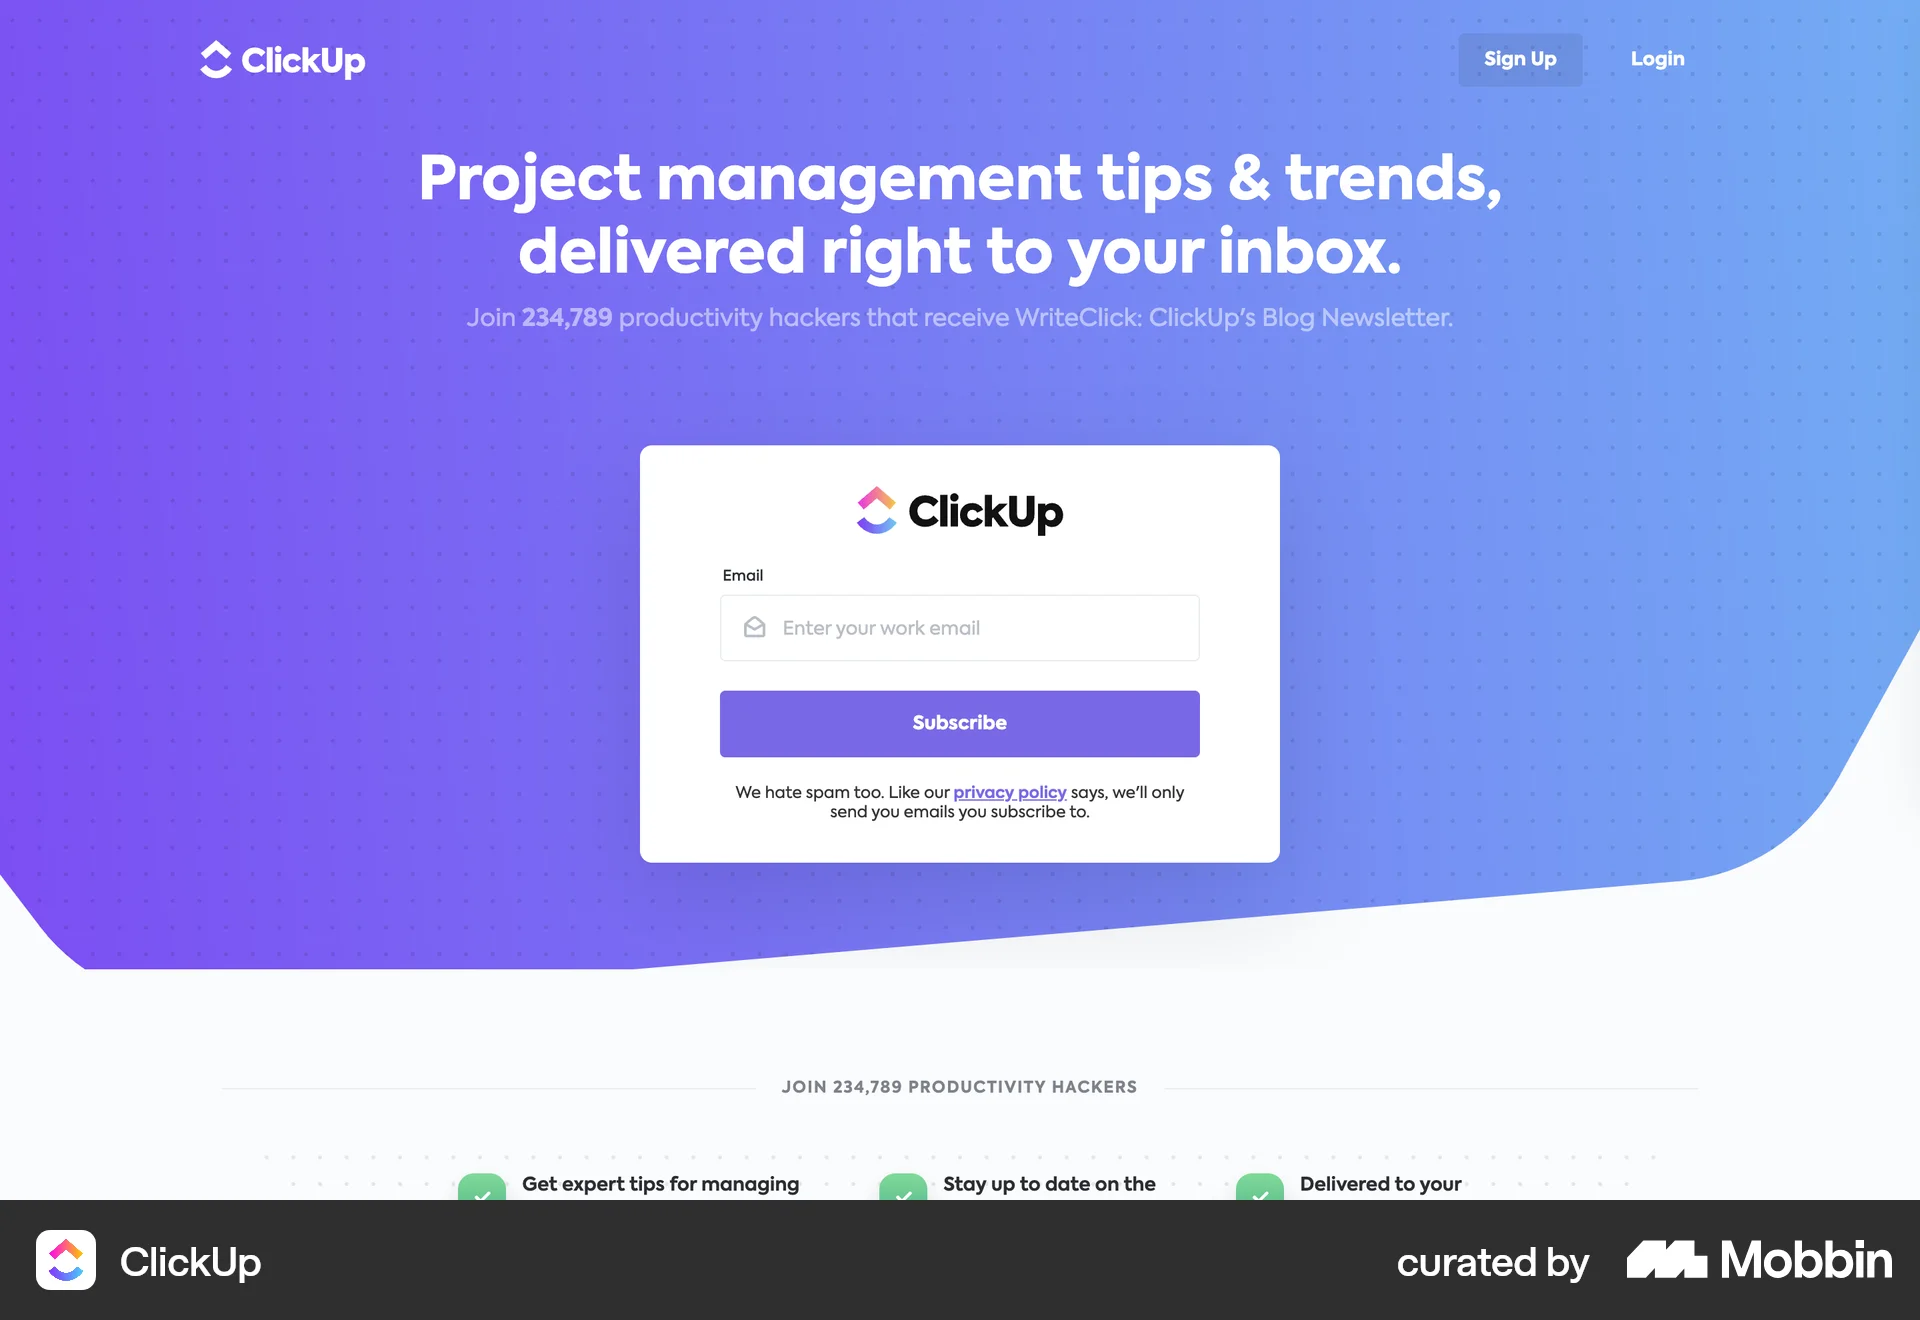 ClickUp
Sign Up
Login
Project management tips & trends,
delivered right to your inbox.
Join 234,789 productivity hackers that receive WriteClick: ClickUp's Blog Newsletter.
ClickUp
Email
Enter your work email
Subscribe
We hate spam too. Like our privacy policy says, we'll only
send you emails you subscribe to.
JOIN 234,789 PRODUCTIVITY HACKERS
Get expert tips for managing
Stay up to date on the
Delivered to your
ClickUp
curated by Mobbin